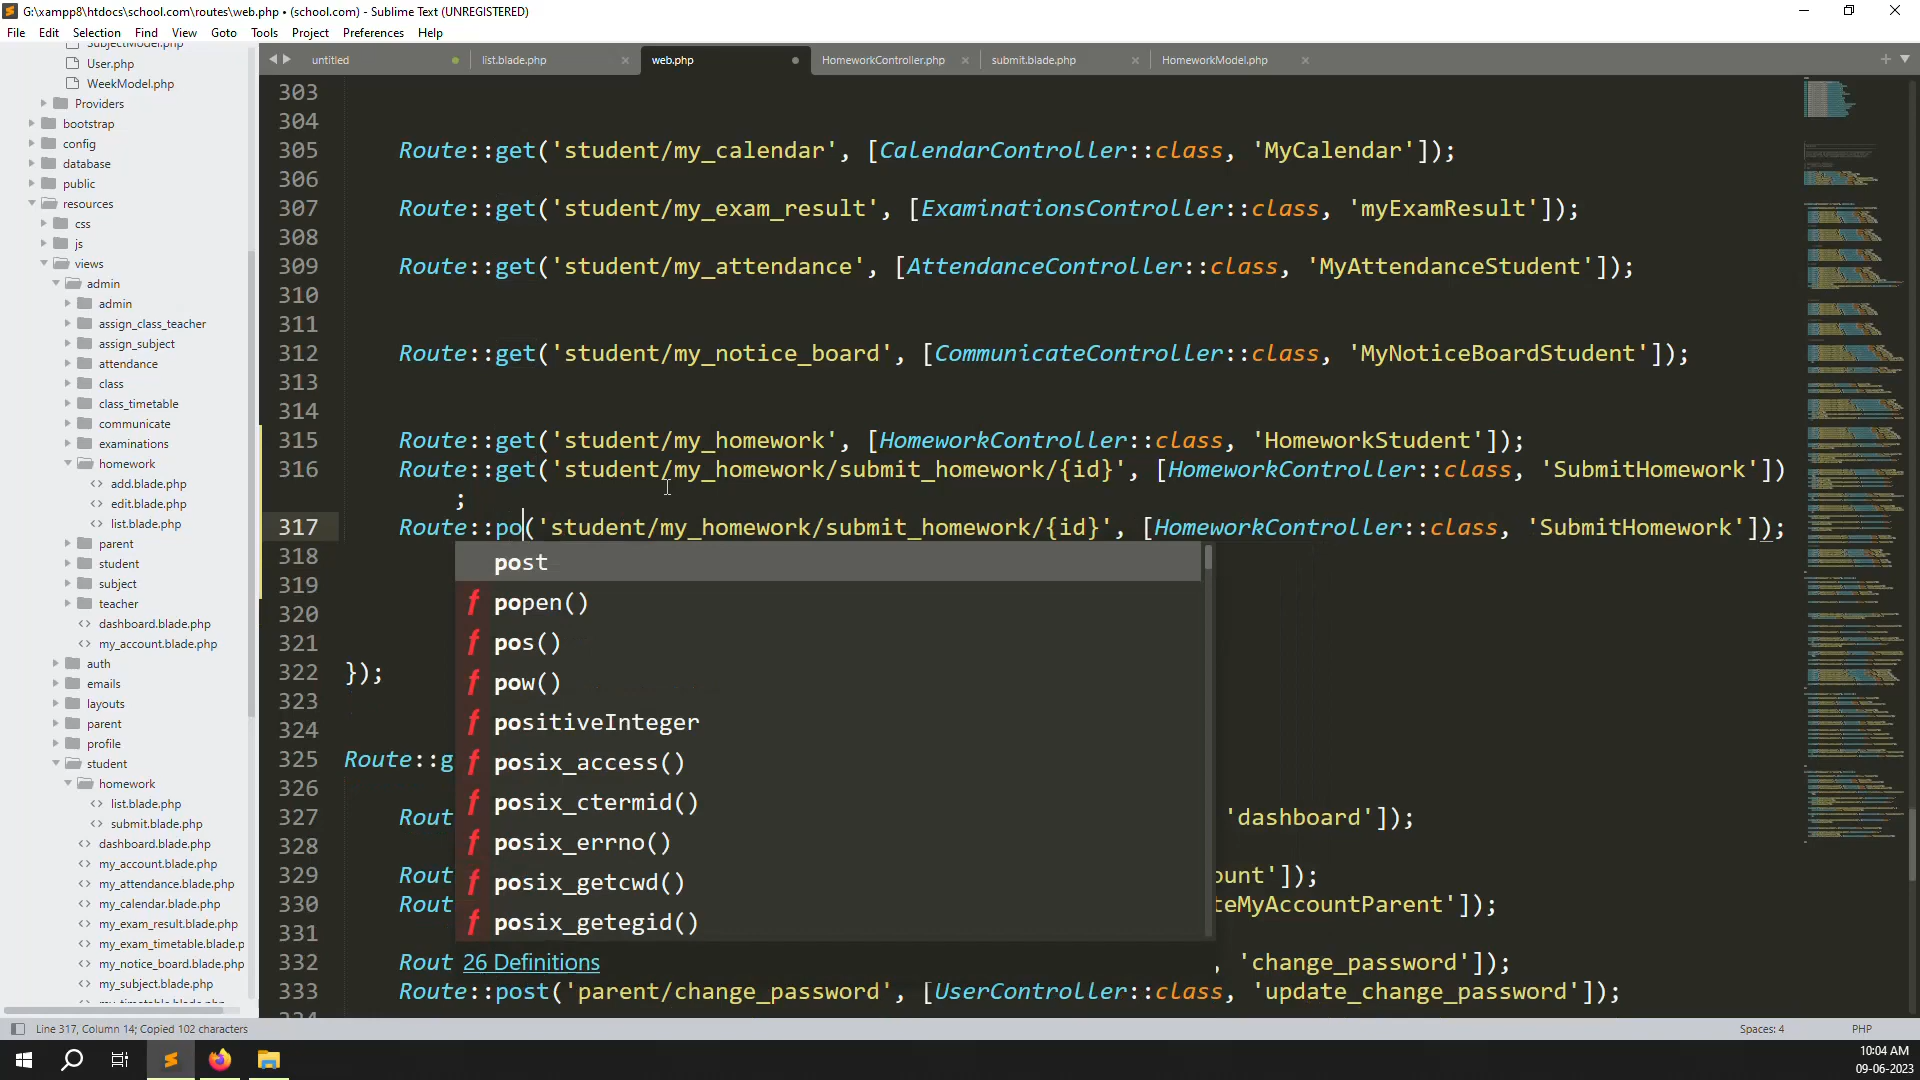 G:\xampp8\htdocs\school.com\routes\web.php • (school.com) - Sublime Text (UNREGISTERED)
File Edit Selection Find View Goto Tools Project Preferences Help
untitled list.blade.php web.php HomeworkController.php submit.blade.php HomeworkModel.php
SubjectModel.php
User.php
WeekModel.php
Providers
bootstrap
config
database
public
resources
css
js
views
admin
admin
assign_class_teacher
assign_subject
attendance
class
class_timetable
communicate
examinations
homework
add.blade.php
edit.blade.php
list.blade.php
parent
student
subject
teacher
dashboard.blade.php
my_account.blade.php
auth
emails
layouts
parent
profile
student
homework
list.blade.php
submit.blade.php
dashboard.blade.php
my_account.blade.php
my_attendance.blade.php
my_calendar.blade.php
my_exam_result.blade.php
my_exam_timetable.blade.p
my_notice_board.blade.php
my_subject.blade.php
my_timetable.blade.php
303
304
305 Route::get('student/my_calendar', [CalendarController::class, 'MyCalendar']);
306
307 Route::get('student/my_exam_result', [ExaminationsController::class, 'myExamResult']);
308
309 Route::get('student/my_attendance', [AttendanceController::class, 'MyAttendanceStudent']);
310
311
312 Route::get('student/my_notice_board', [CommunicateController::class, 'MyNoticeBoardStudent']);
313
314
315 Route::get('student/my_homework', [HomeworkController::class, 'HomeworkStudent']);
316 Route::get('student/my_homework/submit_homework/{id}', [HomeworkController::class, 'SubmitHomework'])
;
317 Route::po('student/my_homework/submit_homework/{id}', [HomeworkController::class, 'SubmitHomework']);
318
319
320
321
322 });
323
324
325 Route::g
326
327 Rout 'dashboard']);
328
329 Rout ount']);
330 Rout teMyAccountParent']);
331
332 Rout , 'change_password']);
333 Route::post('parent/change_password', [UserController::class, 'update_change_password']);
334
post
f popen()
f pos()
f pow()
f positiveInteger
f posix_access()
f posix_ctermid()
f posix_errno()
f posix_getcwd()
f posix_getegid()
26 Definitions
Line 317, Column 14; Copied 102 characters Spaces: 4 PHP
10:04 AM
09-06-2023